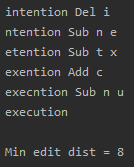 intention Del i
ntention Sub n e
etention Sub t x
exention Add c
execntion Sub n u
execution
Min edit dist = 8